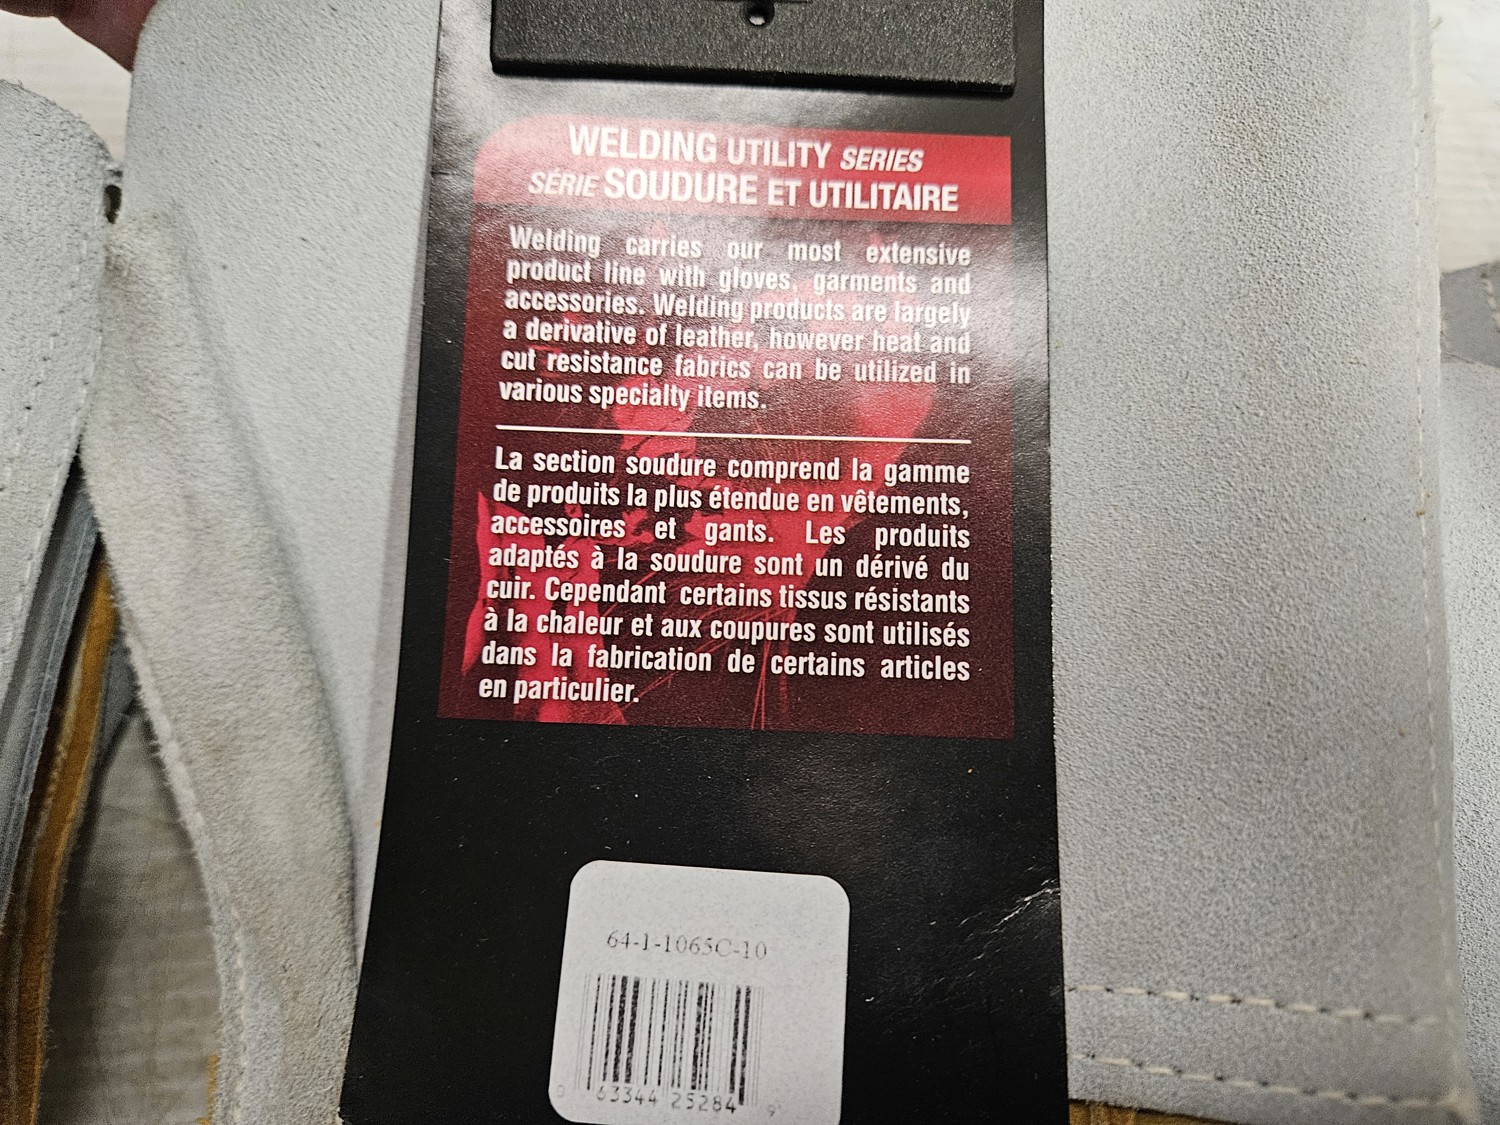 WELDING UTILITY SERIES
SÉRIE SOUDURE ET UTILITAIRE
Welding carries our most extensive
product line with gloves, garments and
accessories. Welding products are largely
a derivative of leather, however heat and
cut resistance fabrics can be utilized in
various specialty items.
La section soudure comprend la gamme
de produits la plus étendue en vêtements,
accessoires et gants. Les produits
adaptés à la soudure sont un dérivé du
cuir. Cependant certains tissus résistants
à la chaleur et aux coupures sont utilisés
dans la fabrication de certains articles
en particulier.
64-1-1065C-10
0 63344 25284 9